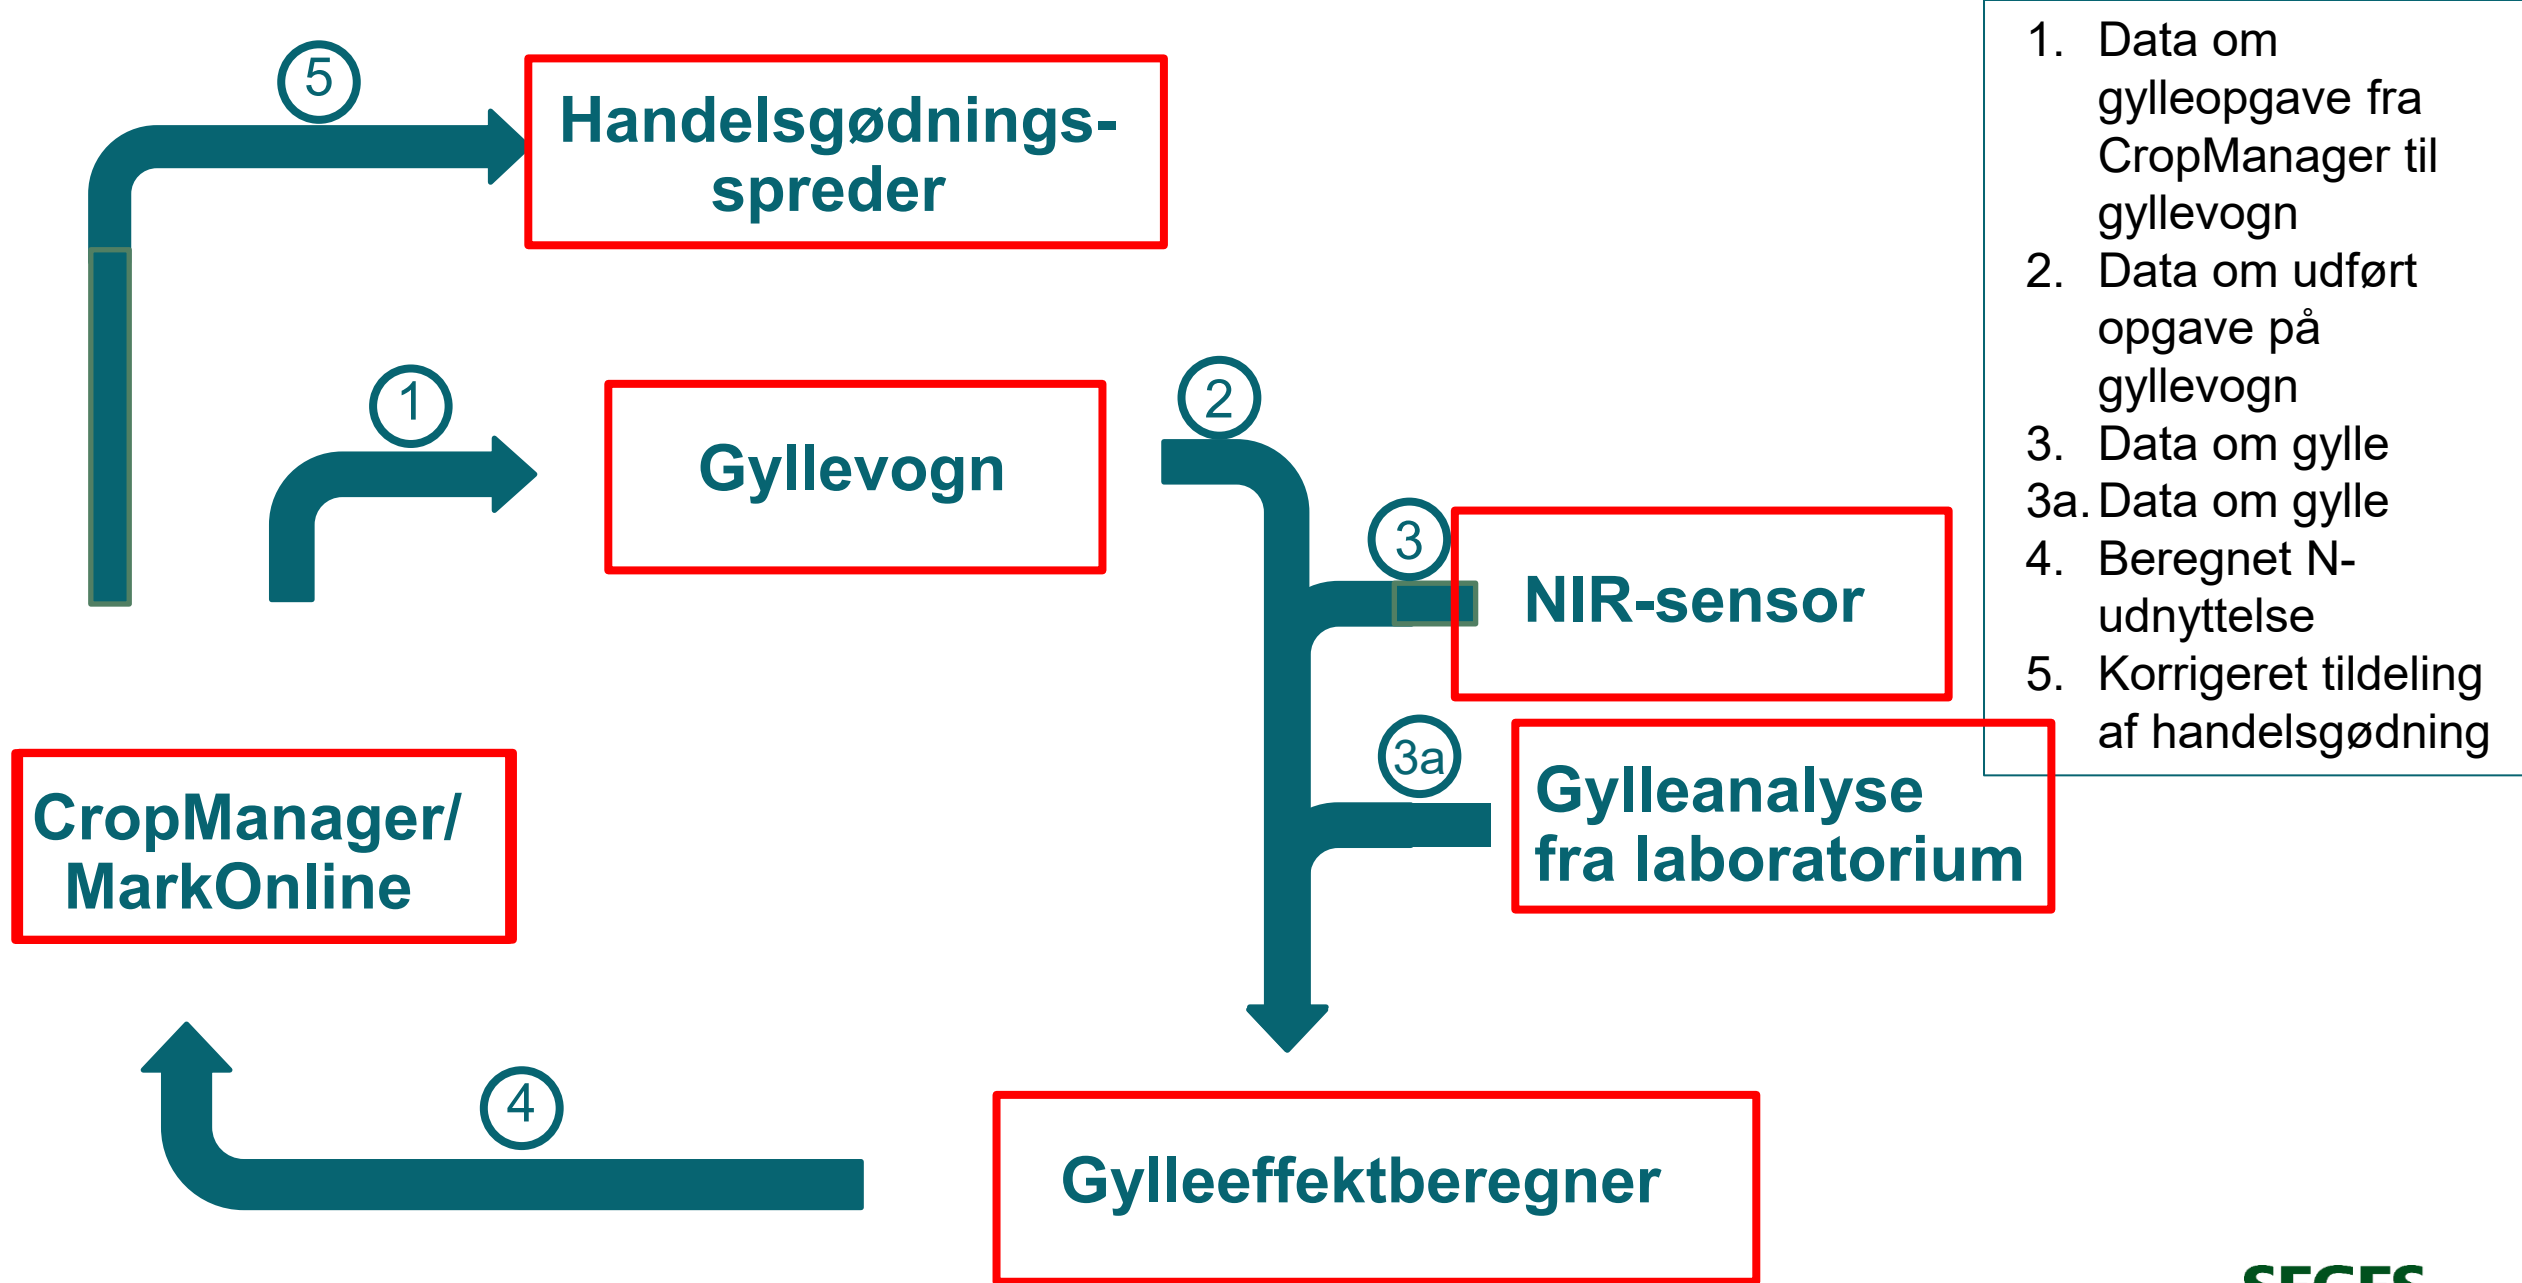 5
Handelsgødnings-
spreder
1
Gyllevogn
2
3
NIR-sensor
3a
Gylleanalyse
fra laboratorium
CropManager/
MarkOnline
4
Gylleeffektberegner
1. Data om
gylleopgave fra
CropManager til
gyllevogn
2. Data om udført
opgave på
gyllevogn
3. Data om gylle
3a. Data om gylle
4. Beregnet N-
udnyttelse
5. Korrigeret tildeling
af handelsgødning
SEGES